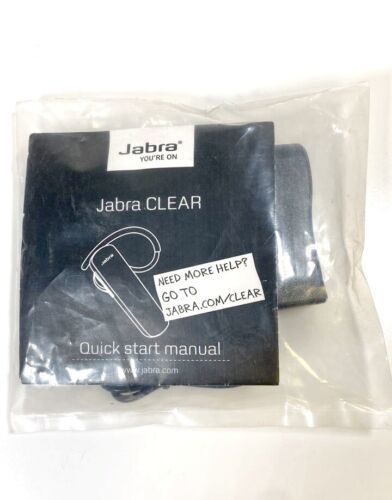 Jabra®
YOU'RE ON
Jabra CLEAR
Jabra
NEED MORE HELP?
GO TO
JABRA.COM/CLEAR
Quick start manual
www.jabra.com